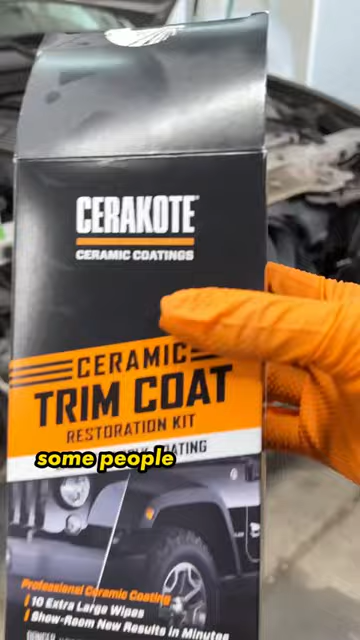 CERAKOTE
CERAMIC COATINGS
CERAMIC
TRIM COAT
RESTORATION KIT
COATING
some people
Professional Ceramic Coating
10 Extra Large Wipes
Show-Room New Results in Minutes